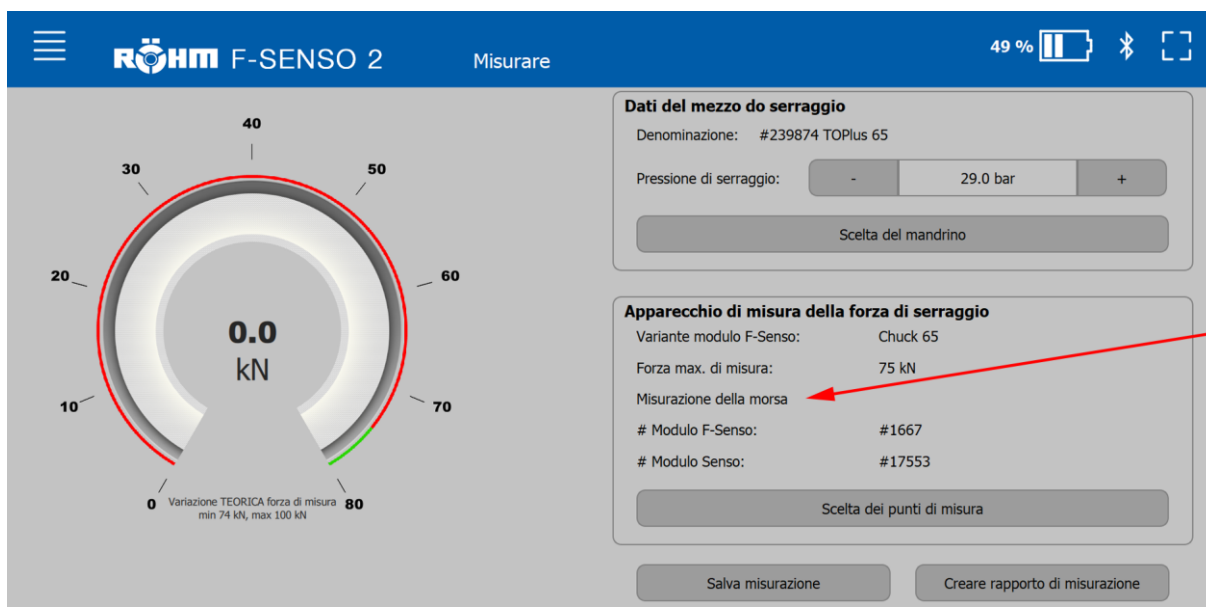 RÖHM F-SENSO 2
Misurare
49 %
40
30
50
20
60
10
70
0
80
0.0
kN
Variazione TEORICA forza di misura
min 74 kN, max 100 kN
Dati del mezzo do serraggio
Denominazione: #239874 TOPlus 65
Pressione di serraggio: - 29.0 bar +
Scelta del mandrino
Apparecchio di misura della forza di serraggio
Variante modulo F-Senso: Chuck 65
Forza max. di misura: 75 kN
Misurazione della morsa
# Modulo F-Senso: #1667
# Modulo Senso: #17553
Scelta dei punti di misura
Salva misurazione
Creare rapporto di misurazione